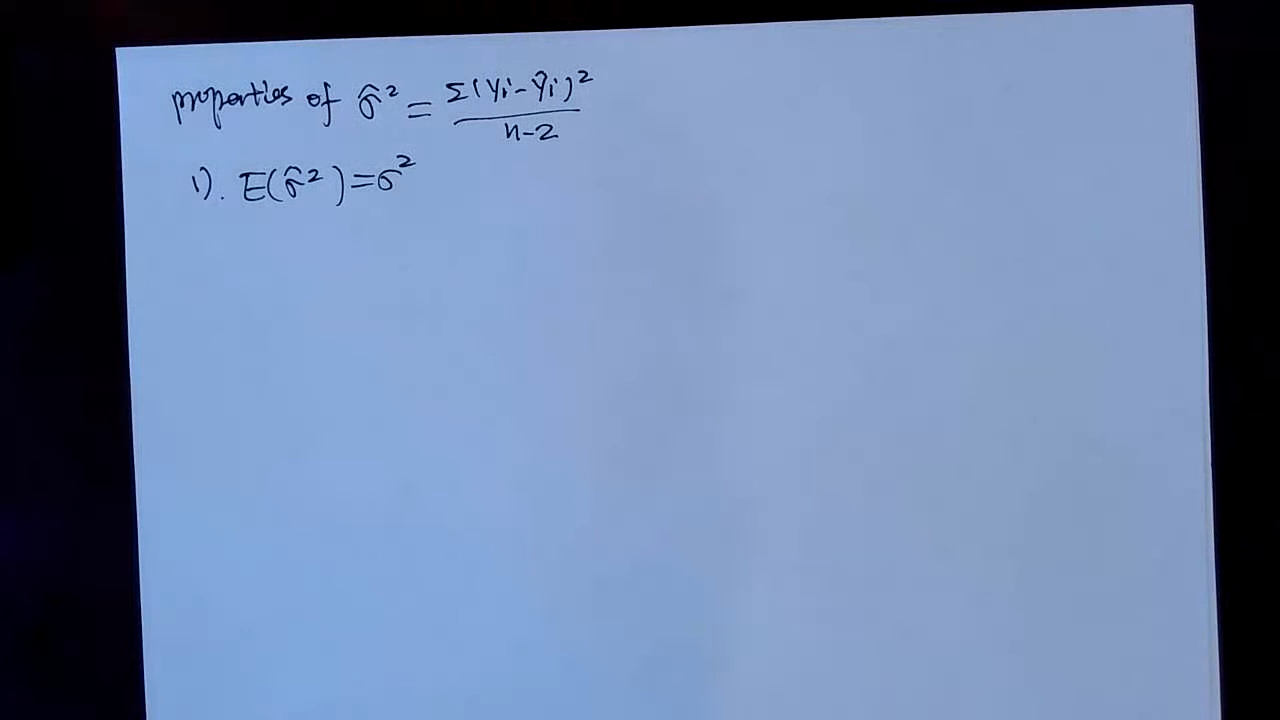 properties of σ̂² = Σ(Yi-Ŷi)² / n-2
1). E(σ̂²)=σ²